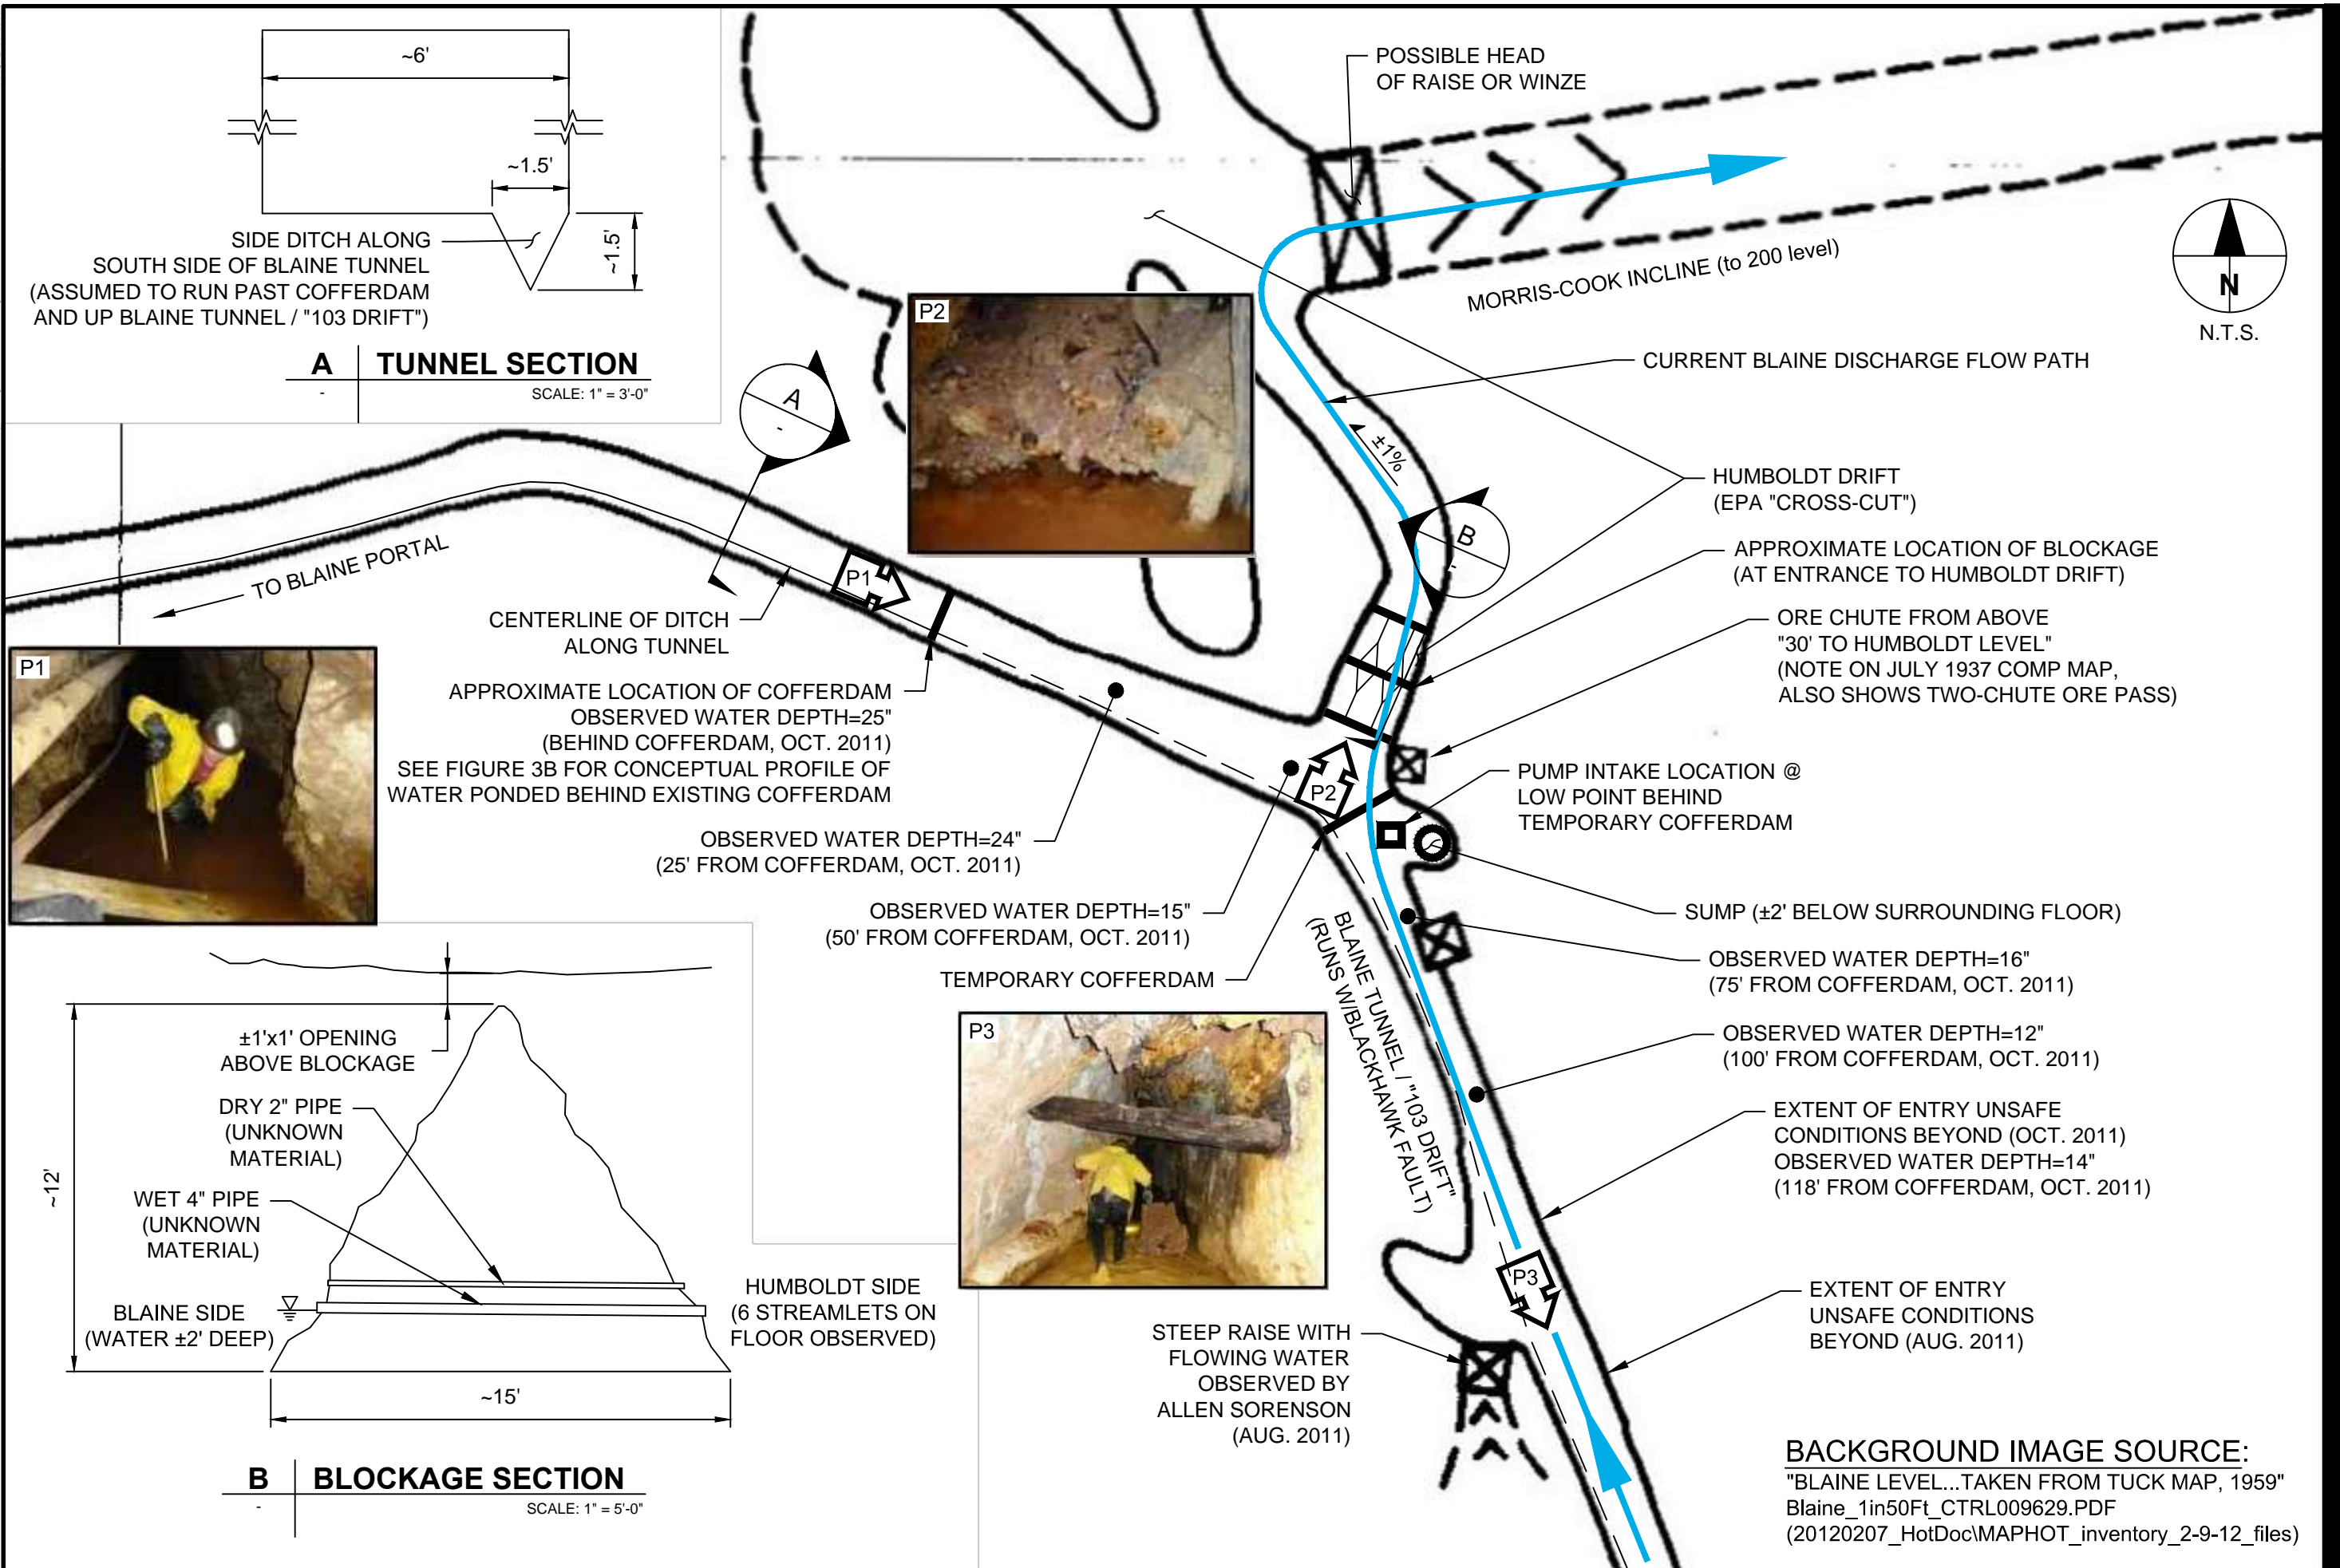 ~6'
~1.5'
~1.5'
SIDE DITCH ALONG
SOUTH SIDE OF BLAINE TUNNEL
(ASSUMED TO RUN PAST COFFERDAM
AND UP BLAINE TUNNEL / "103 DRIFT")
A TUNNEL SECTION
-
SCALE: 1" = 3'-0"
POSSIBLE HEAD
OF RAISE OR WINZE
MORRIS-COOK INCLINE (to 200 level)
N
N.T.S.
P2
A
-
CURRENT BLAINE DISCHARGE FLOW PATH
±1%
HUMBOLDT DRIFT
(EPA "CROSS-CUT")
B
-
APPROXIMATE LOCATION OF BLOCKAGE
(AT ENTRANCE TO HUMBOLDT DRIFT)
ORE CHUTE FROM ABOVE
"30' TO HUMBOLDT LEVEL"
(NOTE ON JULY 1937 COMP MAP,
ALSO SHOWS TWO-CHUTE ORE PASS)
TO BLAINE PORTAL
P1
CENTERLINE OF DITCH
ALONG TUNNEL
P1
APPROXIMATE LOCATION OF COFFERDAM
OBSERVED WATER DEPTH=25"
(BEHIND COFFERDAM, OCT. 2011)
SEE FIGURE 3B FOR CONCEPTUAL PROFILE OF
WATER PONDED BEHIND EXISTING COFFERDAM
P2
PUMP INTAKE LOCATION @
LOW POINT BEHIND
TEMPORARY COFFERDAM
OBSERVED WATER DEPTH=24"
(25' FROM COFFERDAM, OCT. 2011)
OBSERVED WATER DEPTH=15"
(50' FROM COFFERDAM, OCT. 2011)
TEMPORARY COFFERDAM
SUMP (±2' BELOW SURROUNDING FLOOR)
OBSERVED WATER DEPTH=16"
(75' FROM COFFERDAM, OCT. 2011)
BLAINE TUNNEL / "103 DRIFT"
(RUNS W/BLACKHAWK FAULT)
OBSERVED WATER DEPTH=12"
(100' FROM COFFERDAM, OCT. 2011)
EXTENT OF ENTRY UNSAFE
CONDITIONS BEYOND (OCT. 2011)
OBSERVED WATER DEPTH=14"
(118' FROM COFFERDAM, OCT. 2011)
P3
P3
EXTENT OF ENTRY
UNSAFE CONDITIONS
BEYOND (AUG. 2011)
STEEP RAISE WITH
FLOWING WATER
OBSERVED BY
ALLEN SORENSON
(AUG. 2011)
±1'x1' OPENING
ABOVE BLOCKAGE
DRY 2" PIPE
(UNKNOWN
MATERIAL)
~12'
WET 4" PIPE
(UNKNOWN
MATERIAL)
BLAINE SIDE
(WATER ±2' DEEP)
HUMBOLDT SIDE
(6 STREAMLETS ON
FLOOR OBSERVED)
~15'
B BLOCKAGE SECTION
-
SCALE: 1" = 5'-0"
BACKGROUND IMAGE SOURCE:
"BLAINE LEVEL...TAKEN FROM TUCK MAP, 1959"
Blaine_1in50Ft_CTRL009629.PDF
(20120207_HotDoc\MAPHOT_inventory_2-9-12_files)